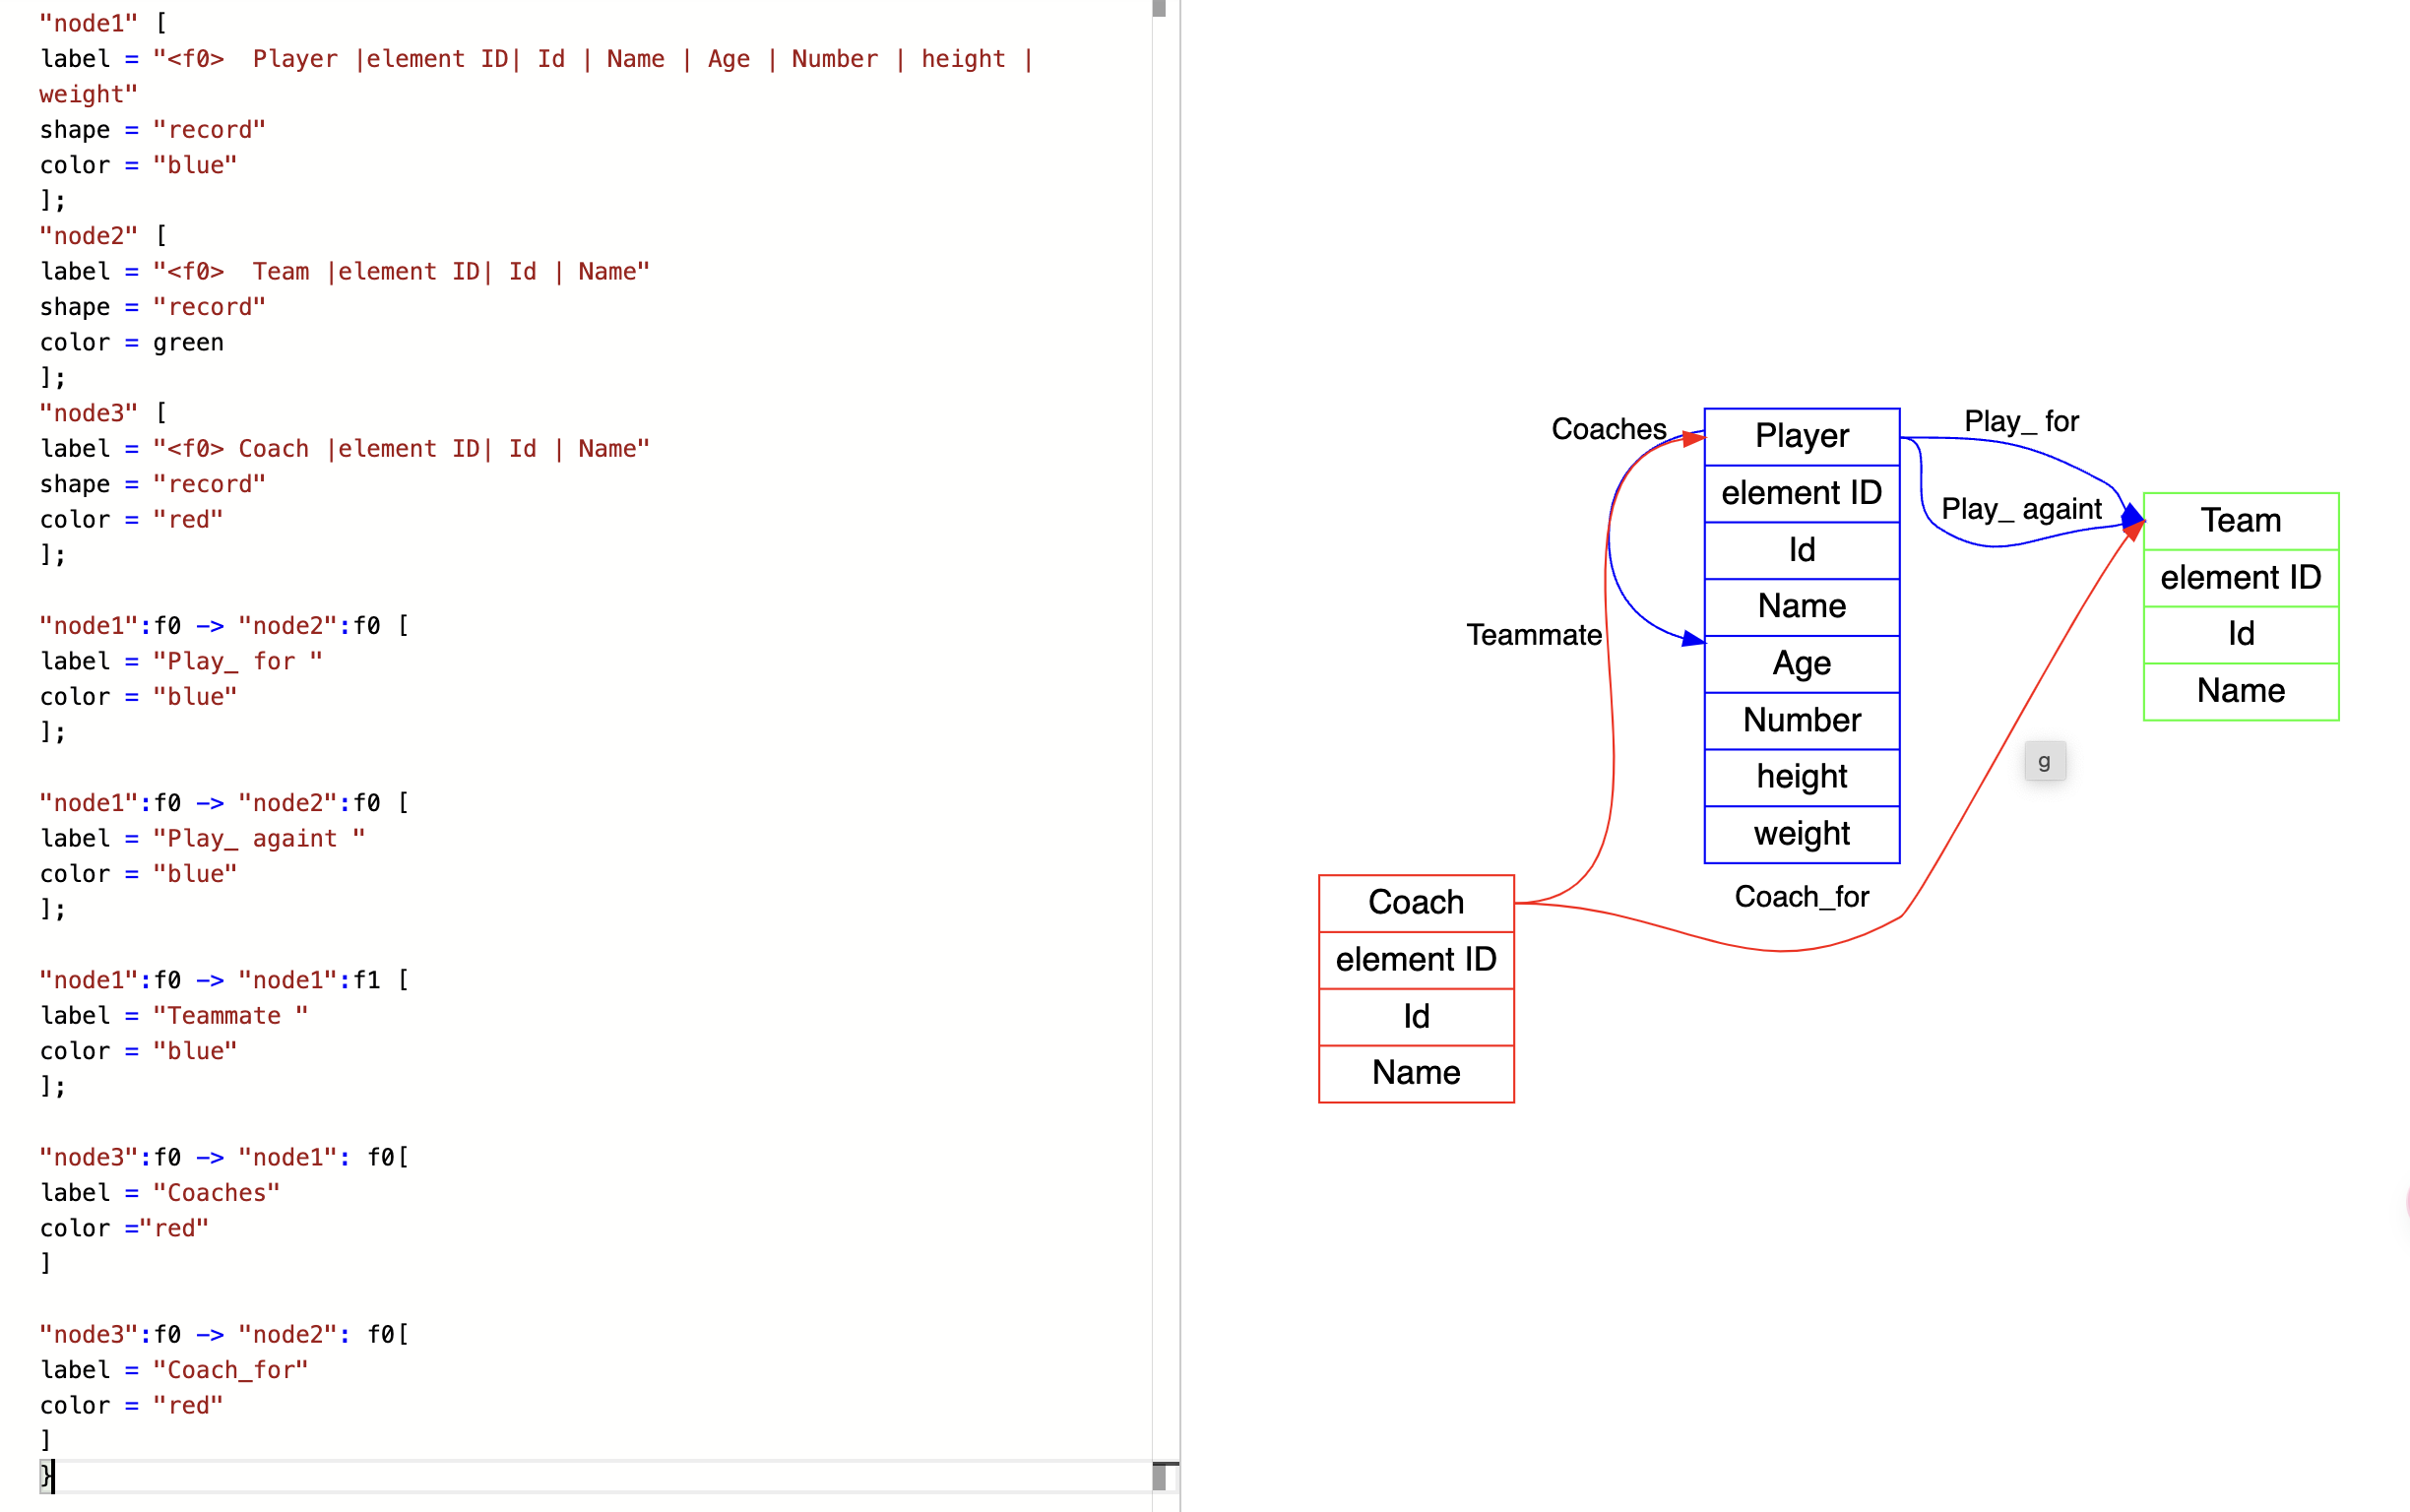 "node1" [
label = "<f0>  Player |element ID| Id | Name | Age | Number | height |
weight"
shape = "record"
color = "blue"
];
"node2" [
label = "<f0>  Team |element ID| Id | Name"
shape = "record"
color = green
];
"node3" [
label = "<f0> Coach |element ID| Id | Name"
shape = "record"
color = "red"
];
"node1":f0 -> "node2":f0 [
label = "Play_ for "
color = "blue"
];
"node1":f0 -> "node2":f0 [
label = "Play_ againt "
color = "blue"
];
"node1":f0 -> "node1":f1 [
label = "Teammate "
color = "blue"
];
"node3":f0 -> "node1": f0[
label = "Coaches"
color ="red"
]
"node3":f0 -> "node2": f0[
label = "Coach_for"
color = "red"
]
}
Coaches
Teammate
Player
element ID
Id
Name
Age
Number
height
weight
Play_ for
Play_ againt
Team
element ID
Id
Name
g
Coach_for
Coach
element ID
Id
Name